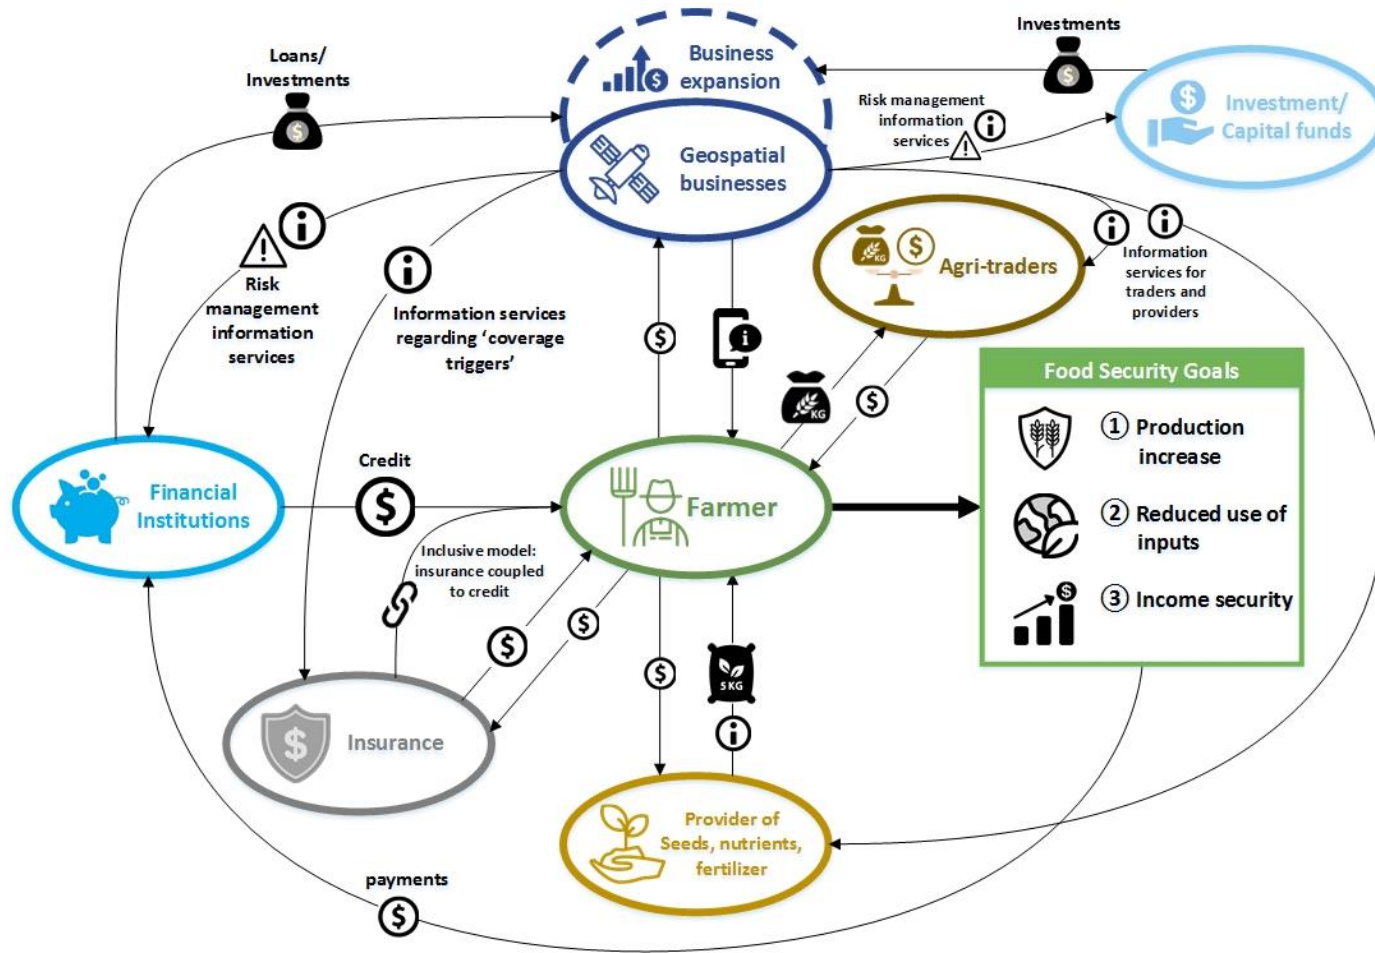 Loans/
Investments
Business
expansion
Investments
Geospatial
businesses
Risk management
information
services
Investment/
Capital funds
Risk
management
information
services
Information services
regarding ‘coverage
triggers’
KG
Agri-traders
Information
services for
traders and
providers
KG
Food Security Goals
1 Production
increase
2 Reduced use of
inputs
3 Income security
Financial
Institutions
Credit
Farmer
Inclusive model:
insurance coupled
to credit
Insurance
5 KG
Provider of
Seeds, nutrients,
fertilizer
payments